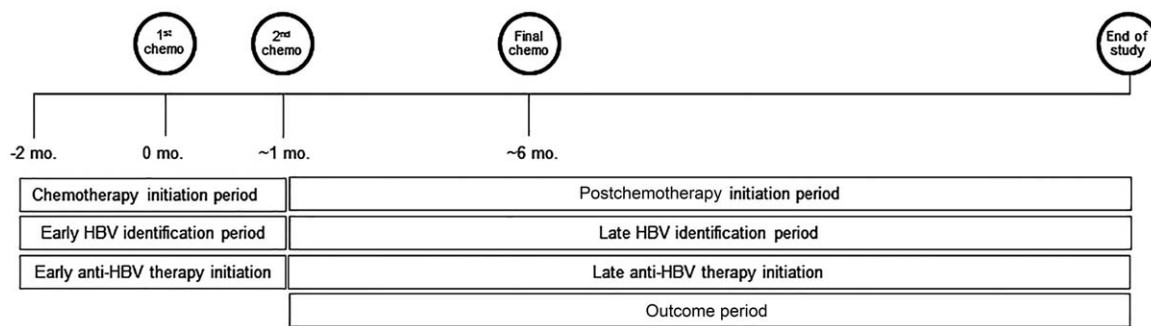 1st
chemo
2nd
chemo
Final
chemo
End of
study
-2 mo.
0 mo.
~1 mo.
~6 mo.
Chemotherapy initiation period
Postchemotherapy initiation period
Early HBV identification period
Late HBV identification period
Early anti-HBV therapy initiation
Late anti-HBV therapy initiation
Outcome period